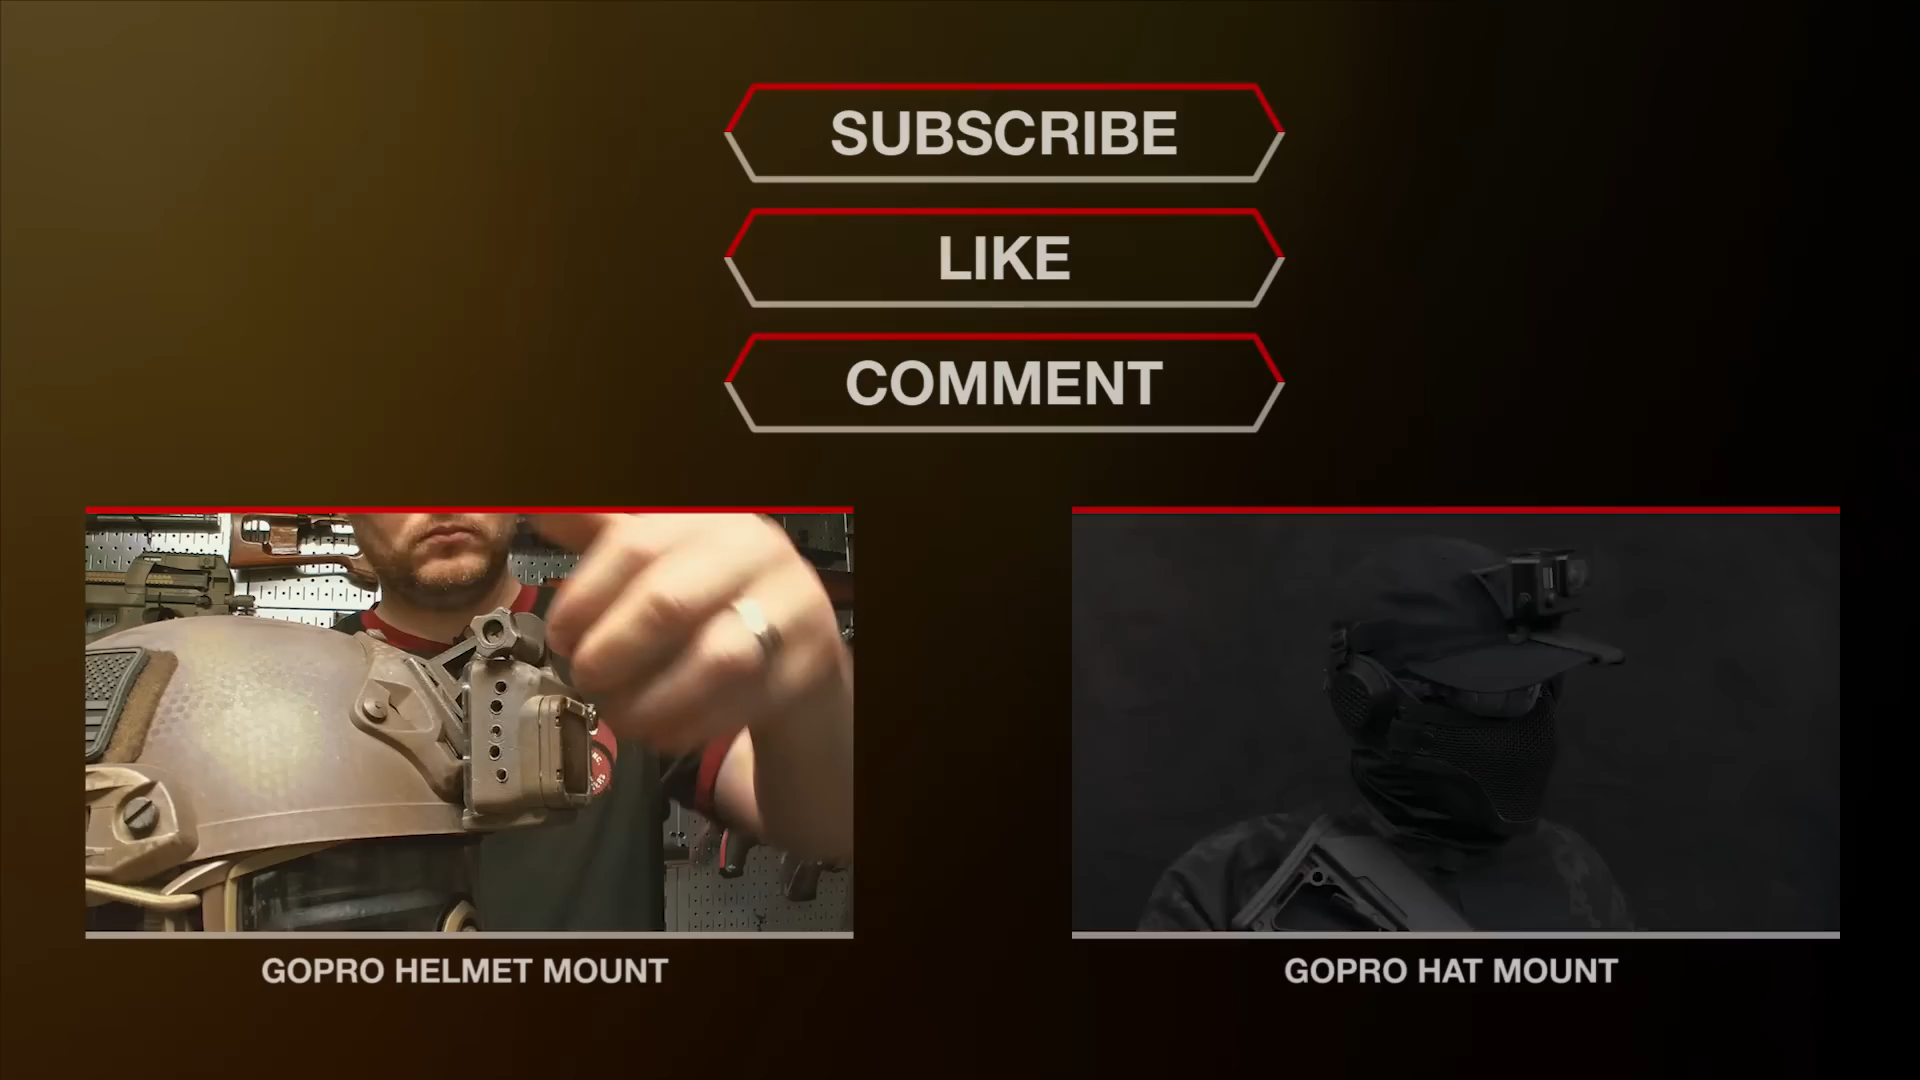 SUBSCRIBE
LIKE
COMMENT
GOPRO HELMET MOUNT
GOPRO HAT MOUNT